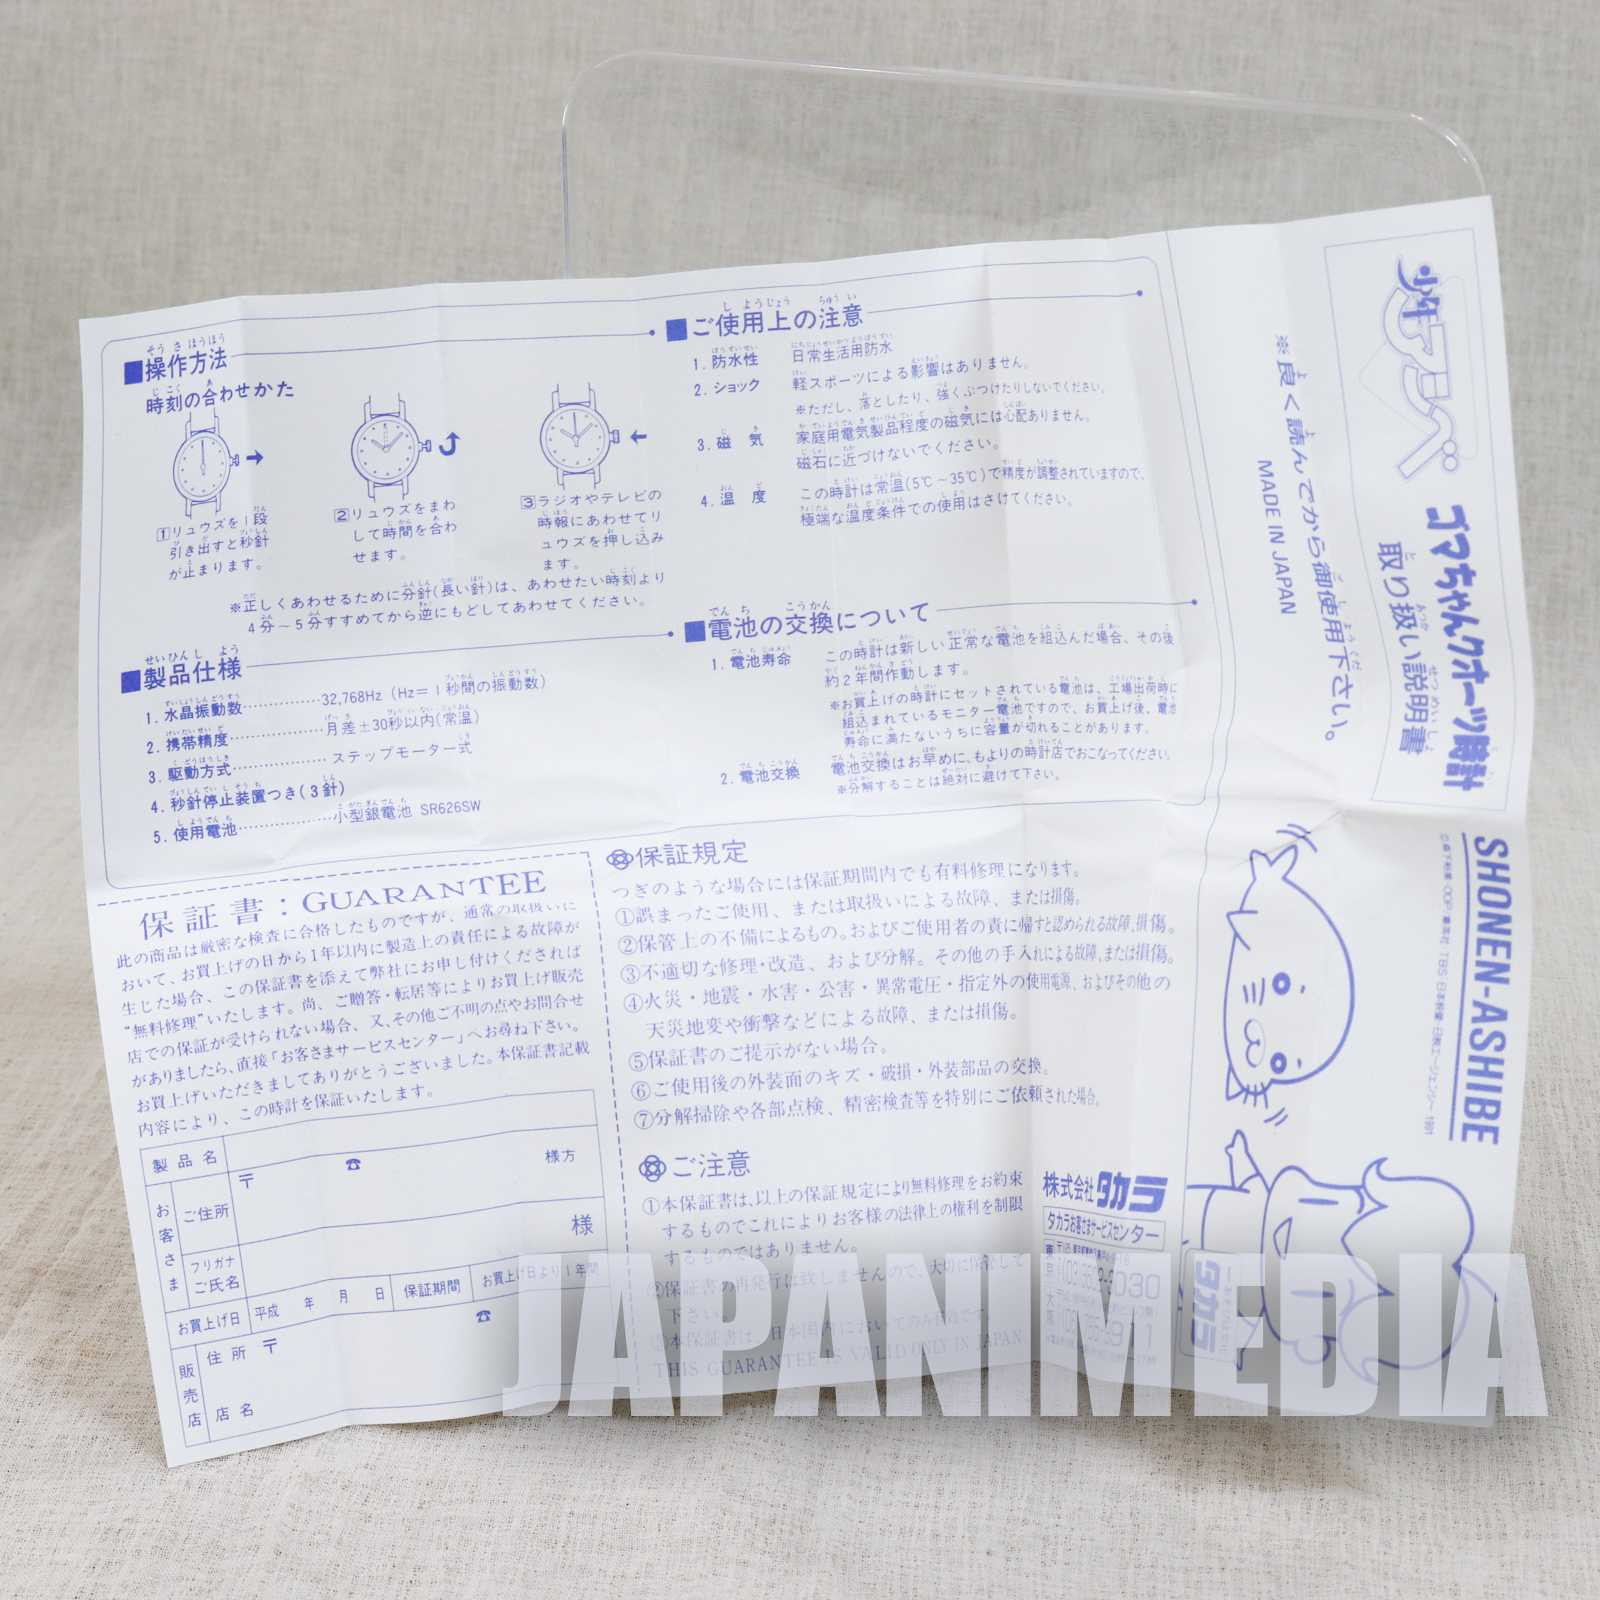 ■操作方法
時刻の合わせかた
1リュウズを1段
引き出すと秒針
が止まります。
2リュウズをまわ
して時間を合わ
せます。
3ラジオやテレビの
時報にあわせてリ
ュウズを押し込み
ます。
※正しくあわせるために分針(長い針)は、あわせたい時刻より
4分～5分すすめてから逆にもどしてあわせてください。
■製品仕様
1.水晶振動数……………32,768Hz (Hz=1秒間の振動数)
2.携帯精度………………月差±30秒以内(常温)
3.駆動方式………………ステップモーター式
4.秒針停止装置つき(3針)
5.使用電池………………小型銀電池 SR626SW
■ご使用上の注意
1.防水性 日常生活用防水
2.ショック 軽スポーツによる影響はありません。
※ただし、落としたり、強くぶつけたりしないでください。
3.磁気 家庭用電気製品程度の磁気には心配ありません。
磁石に近づけないでください。
4.温度 この時計は常温(5℃～35℃)で精度が調整されていますので、
極端な温度条件での使用はさけてください。
■電池の交換について
1.電池寿命 この時計は新しい正常な電池を組込んだ場合、その後
約2年間作動します。
※お買上げの時計にセットされている電池は、工場出荷時に
組込まれているモニター電池ですので、お買上げ後、電池
寿命に満たないうちに容量が切れることがあります。
2.電池交換 電池交換はお早めに、もよりの時計店でおこなってください。
※分解することは絶対に避けて下さい。
保証書:GUARANTEE
此の商品は厳密な検査に合格したものですが、通常の取扱いに
おいて、お買上げの日から1年以内に製造上の責任による故障が
生じた場合、この保証書を添えて弊社にお申し付けくだされば
“無料修理”いたします。尚、ご贈答・転居等によりお買上げ販売
店での保証が受けられない場合、又、その他ご不明の点やお問合せ
がありましたら、直接「お客さまサービスセンター」へお尋ね下さい。
お買上げいただきましてありがとうございました。本保証書記載
内容により、この時計を保証いたします。
製品名
お客さま
ご住所 〒 ☎ 様方
フリガナ
ご氏名 様
お買上げ日 平成 年 月 日 保証期間 お買上げ日より1年間
販売店
住所 〒 ☎
店名
保証規定
つぎのような場合には保証期間内でも有料修理になります。
①誤まったご使用、または取扱いによる故障、または損傷。
②保管上の不備によるもの。およびご使用者の責に帰すと認められる故障、損傷。
③不適切な修理・改造、および分解。その他の手入れによる故障、または損傷。
④火災・地震・水害・公害・異常電圧・指定外の使用電源、およびその他の
天災地変や衝撃などによる故障、または損傷。
⑤保証書のご提示がない場合。
⑥ご使用後の外装面のキズ・破損・外装部品の交換。
⑦分解掃除や各部点検、精密検査等を特別にご依頼された場合。
ご注意
①本保証書は、以上の保証規定により無料修理をお約束
するものでこれによりお客様の法律上の権利を制限
するものではありません。
②保証書の再発行は致しませんので、大切に保管して
下さい。
③本保証書は、日本国内においてのみ有効です。
THIS GUARANTEE IS VALID ONLY IN JAPAN
株式会社タカラ
タカラお客さまサービスセンター
少年アシベ
ゴマちゃんクオーツ時計
取り扱い説明書
※良く読んでから御使用下さい。
MADE IN JAPAN
SHONEN-ASHIBE
タカラ
JAPANIMEDIA